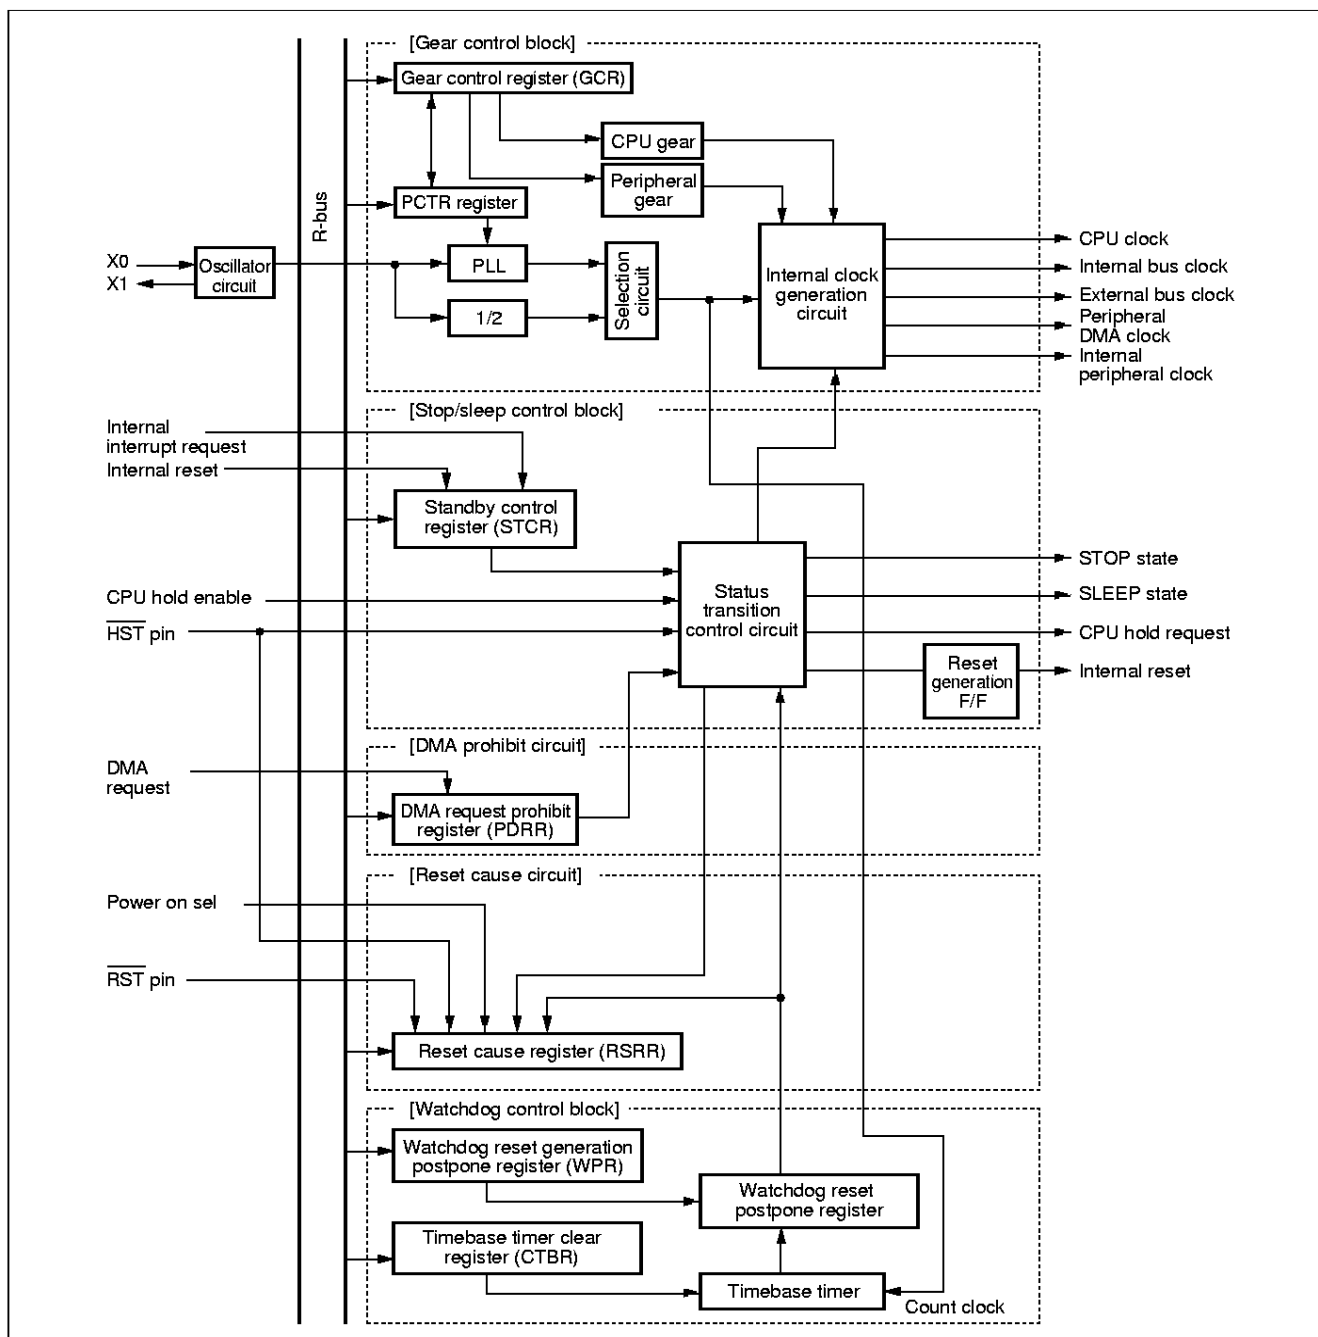 [Gear control block]
Gear control register (GCR)
CPU gear
Peripheral
gear
PCTR register
R-bus
X0
X1
Oscillator
circuit
PLL
1/2
Selection
circuit
Internal clock
generation
circuit
CPU clock
Internal bus clock
External bus clock
Peripheral
DMA clock
Internal
peripheral clock
[Stop/sleep control block]
Internal
interrupt request
Internal reset
Standby control
register (STCR)
CPU hold enable
HST pin
Status
transition
control circuit
STOP state
SLEEP state
CPU hold request
Reset
generation
F/F
Internal reset
[DMA prohibit circuit]
DMA
request
DMA request prohibit
register (PDRR)
[Reset cause circuit]
Power on sel
RST pin
Reset cause register (RSRR)
[Watchdog control block]
Watchdog reset generation
postpone register (WPR)
Watchdog reset
postpone register
Timebase timer clear
register (CTBR)
Timebase timer
Count clock